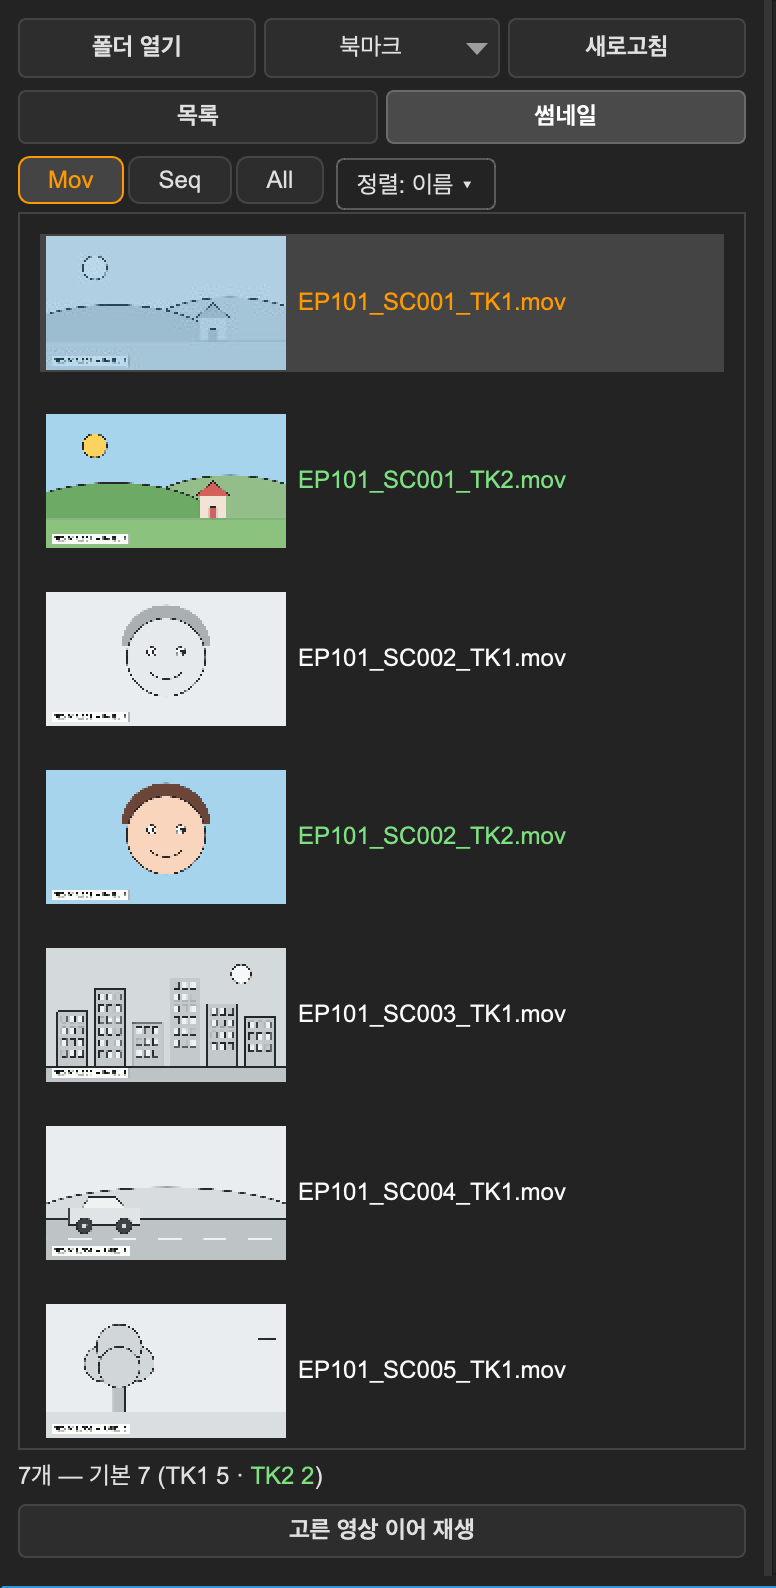 폴더 열기 북마크 새로고침
목록 썸네일
Mov Seq All 정렬: 이름 ▾
EP101_SC001_TK1.mov
EP101_SC001_TK2.mov
EP101_SC002_TK1.mov
EP101_SC002_TK2.mov
EP101_SC003_TK1.mov
EP101_SC004_TK1.mov
EP101_SC005_TK1.mov
7개 — 기본 7 (TK1 5 · TK2 2)
고른 영상 이어 재생